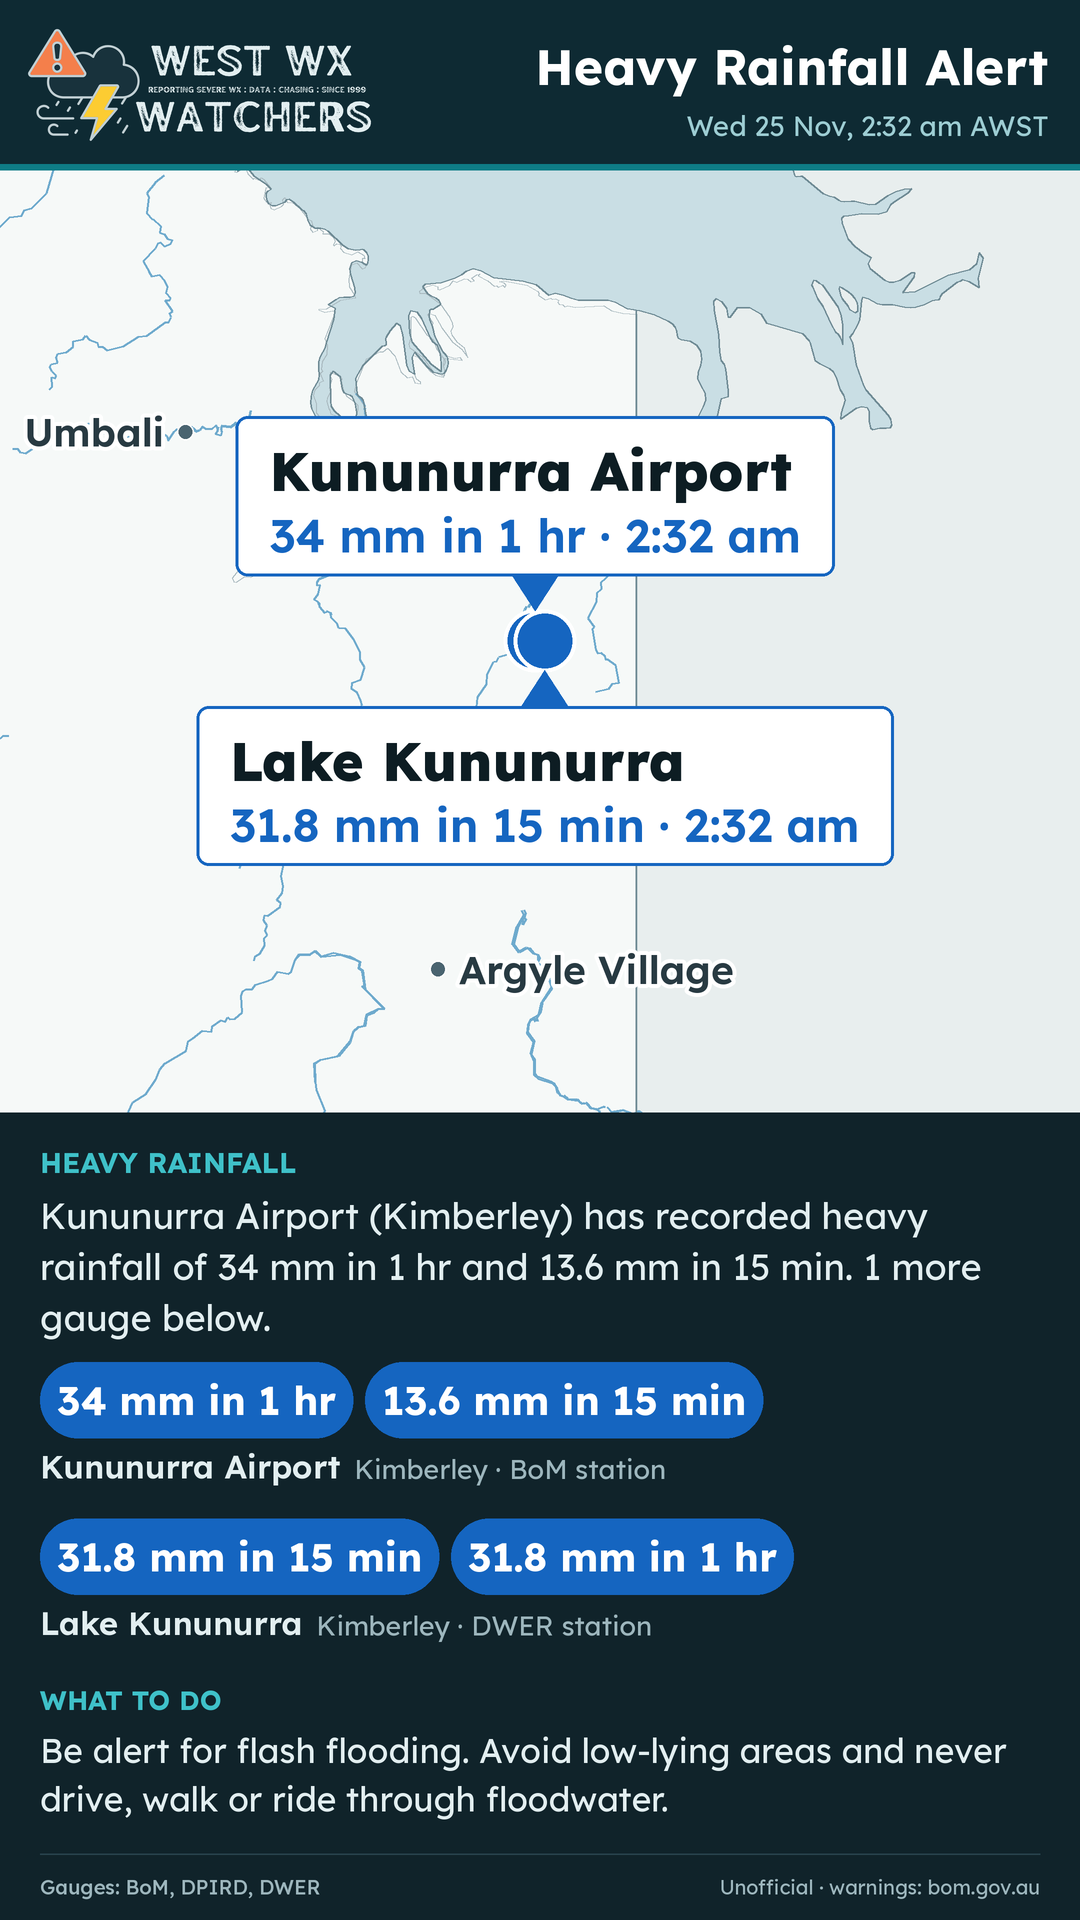 WEST WX
REPORTING SEVERE WX : DATA : CHASING : SINCE 1999
WATCHERS
Heavy Rainfall Alert
Wed 25 Nov, 2:32 am AWST
Umbali
Kununurra Airport
34 mm in 1 hr · 2:32 am
Lake Kununurra
31.8 mm in 15 min · 2:32 am
Argyle Village
HEAVY RAINFALL
Kununurra Airport (Kimberley) has recorded heavy
rainfall of 34 mm in 1 hr and 13.6 mm in 15 min. 1 more
gauge below.
34 mm in 1 hr
13.6 mm in 15 min
Kununurra Airport Kimberley · BoM station
31.8 mm in 15 min
31.8 mm in 1 hr
Lake Kununurra Kimberley · DWER station
WHAT TO DO
Be alert for flash flooding. Avoid low-lying areas and never
drive, walk or ride through floodwater.
Gauges: BoM, DPIRD, DWER
Unofficial · warnings: bom.gov.au